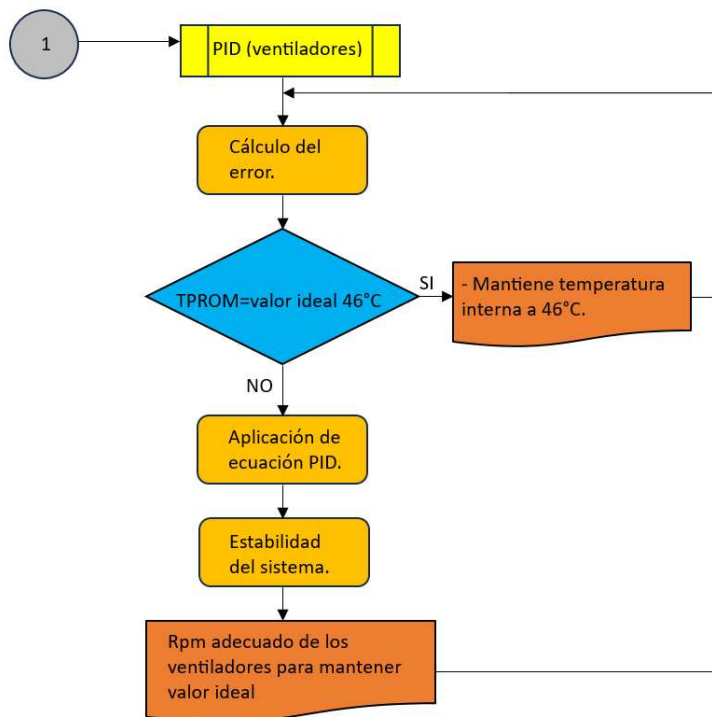 1
PID (ventiladores)
Cálculo del
error.
TPROM=valor ideal 46°C
SI
- Mantiene temperatura
interna a 46°C.
NO
Aplicación de
ecuación PID.
Estabilidad
del sistema.
Rpm adecuado de los
ventiladores para mantener
valor ideal